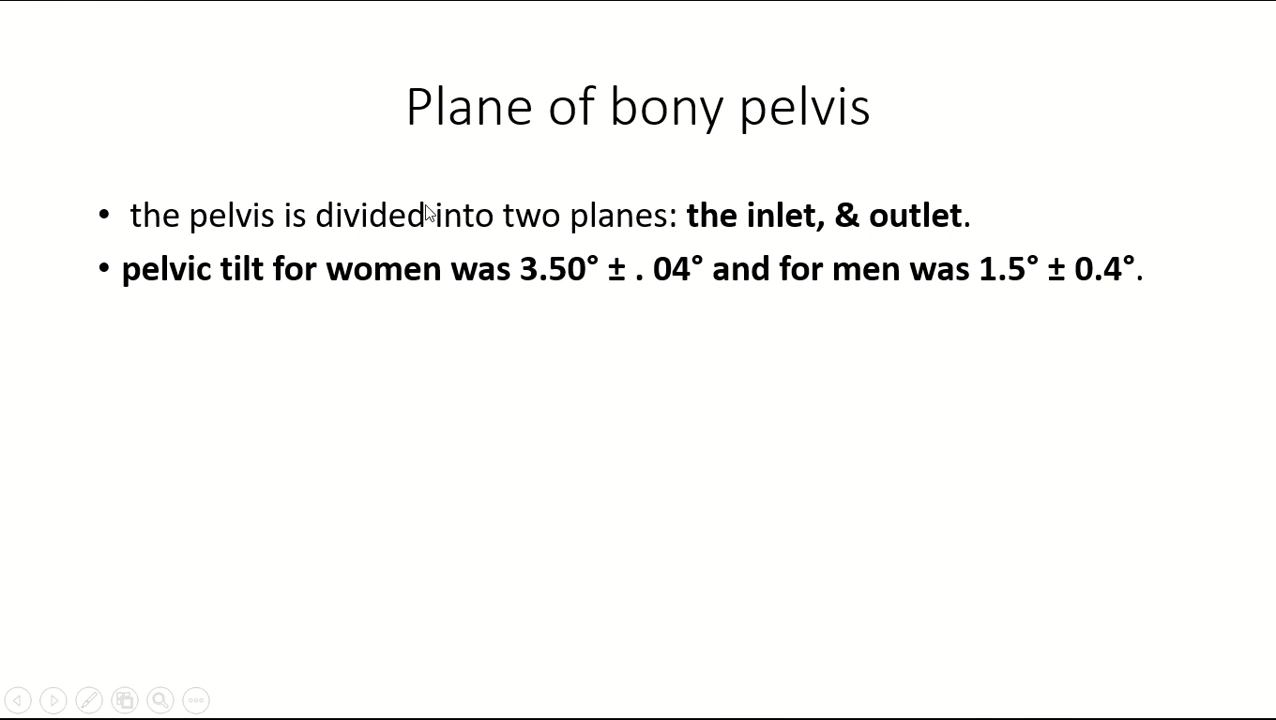 Plane of bony pelvis
• the pelvis is divided into two planes: the inlet, & outlet.
• pelvic tilt for women was 3.50° ± . 04° and for men was 1.5° ± 0.4°.